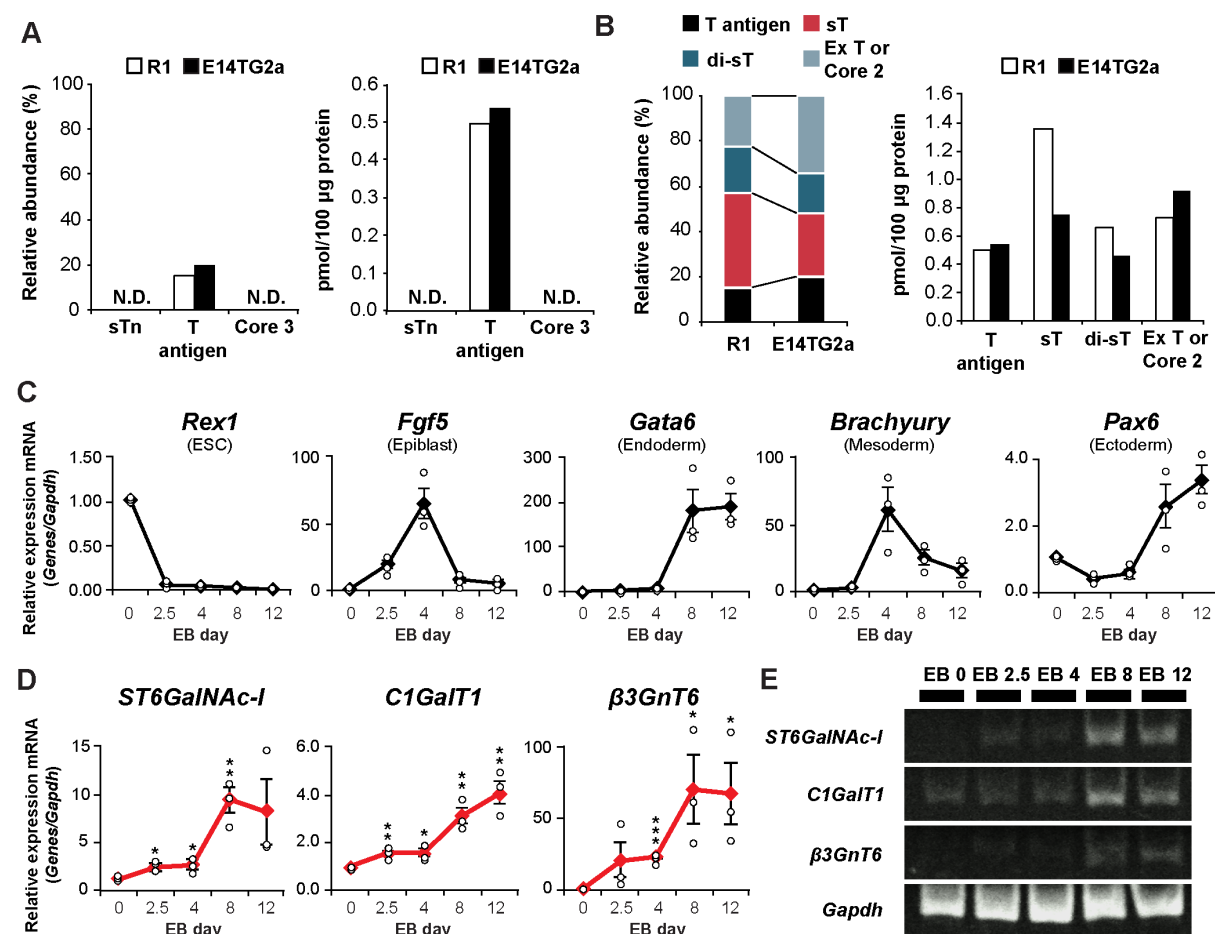 A
R1 E14TG2a
Relative abundance (%)
100
80
60
40
20
0
N.D. N.D.
sTn T Core 3
antigen
R1 E14TG2a
pmol/100 µg protein
0.6
0.5
0.4
0.3
0.2
0.1
0.0
N.D. N.D.
sTn T Core 3
antigen
B
T antigen sT
di-sT Ex T or
Core 2
Relative abundance (%)
100
80
60
40
20
0
R1 E14TG2a
R1 E14TG2a
pmol/100 µg protein
1.6
1.4
1.2
1.0
0.8
0.6
0.4
0.2
0.0
T sT di-sT Ex T or
antigen Core 2
C
Relative expression mRNA
(Genes/Gapdh)
Rex1
(ESC)
1.50
1.00
0.50
0.00
0 2.5 4 8 12
EB day
Fgf5
(Epiblast)
100
50
0
0 2.5 4 8 12
EB day
Gata6
(Endoderm)
300
200
100
0
0 2.5 4 8 12
EB day
Brachyury
(Mesoderm)
100
50
0
0 2.5 4 8 12
EB day
Pax6
(Ectoderm)
4.0
2.0
0.0
0 2.5 4 8 12
EB day
D
Relative expression mRNA
(Genes/Gapdh)
ST6GalNAc-I
15
10
5
0
* * **
0 2.5 4 8 12
EB day
C1GalT1
6.0
4.0
2.0
0.0
** * ** **
0 2.5 4 8 12
EB day
β3GnT6
100
50
0
*** * *
0 2.5 4 8 12
EB day
E
EB 0 EB 2.5 EB 4 EB 8 EB 12
ST6GalNAc-I
C1GalT1
β3GnT6
Gapdh